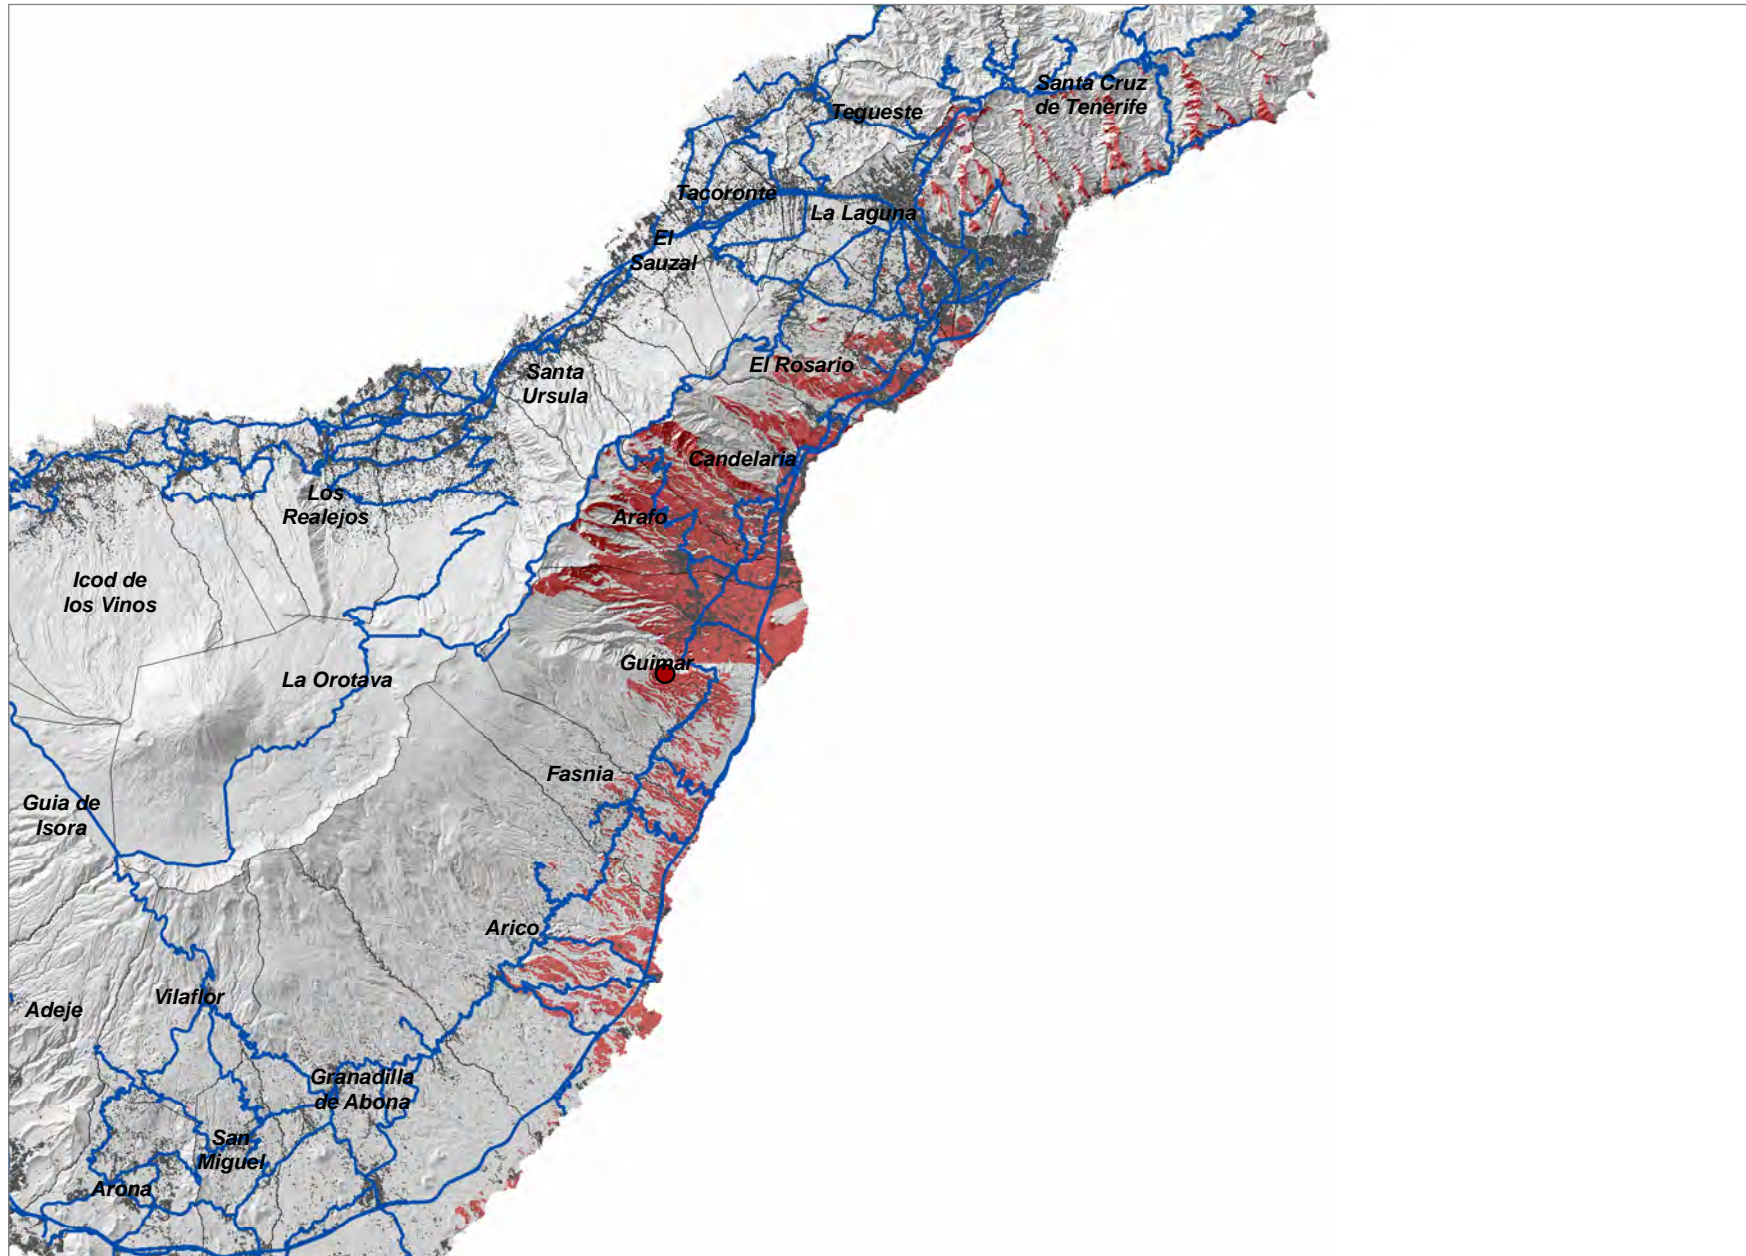 Santa Cruz
de Tenerife
Tegueste
Tacoronte
La Laguna
El
Sauzal
El Rosario
Santa
Ursula
Candelaria
Los
Realejos
Arafo
Icod de
los Vinos
Guimar
La Orotava
Fasnia
Guia de
Isora
Arico
Vilaflor
Adeje
Granadilla
de Abona
San
Miguel
Arona